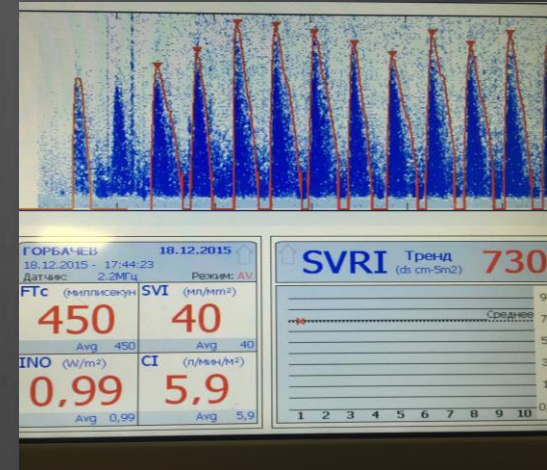 ГОРБАЧЕВ 18.12.2015
18.12.2015 - 17:44:23
Датчик: 2.2МГц Режим: AV
FTc (миллисекун
450
Avg 450
SVI (мл/mm²)
40
Avg 40
INO (W/m²)
0,99
Avg 0,99
CI (л/мин/м²)
5,9
Avg 5,9
SVRI Тренд 730
(ds cm-5m2)
Среднее
1 2 3 4 5 6 7 8 9 10